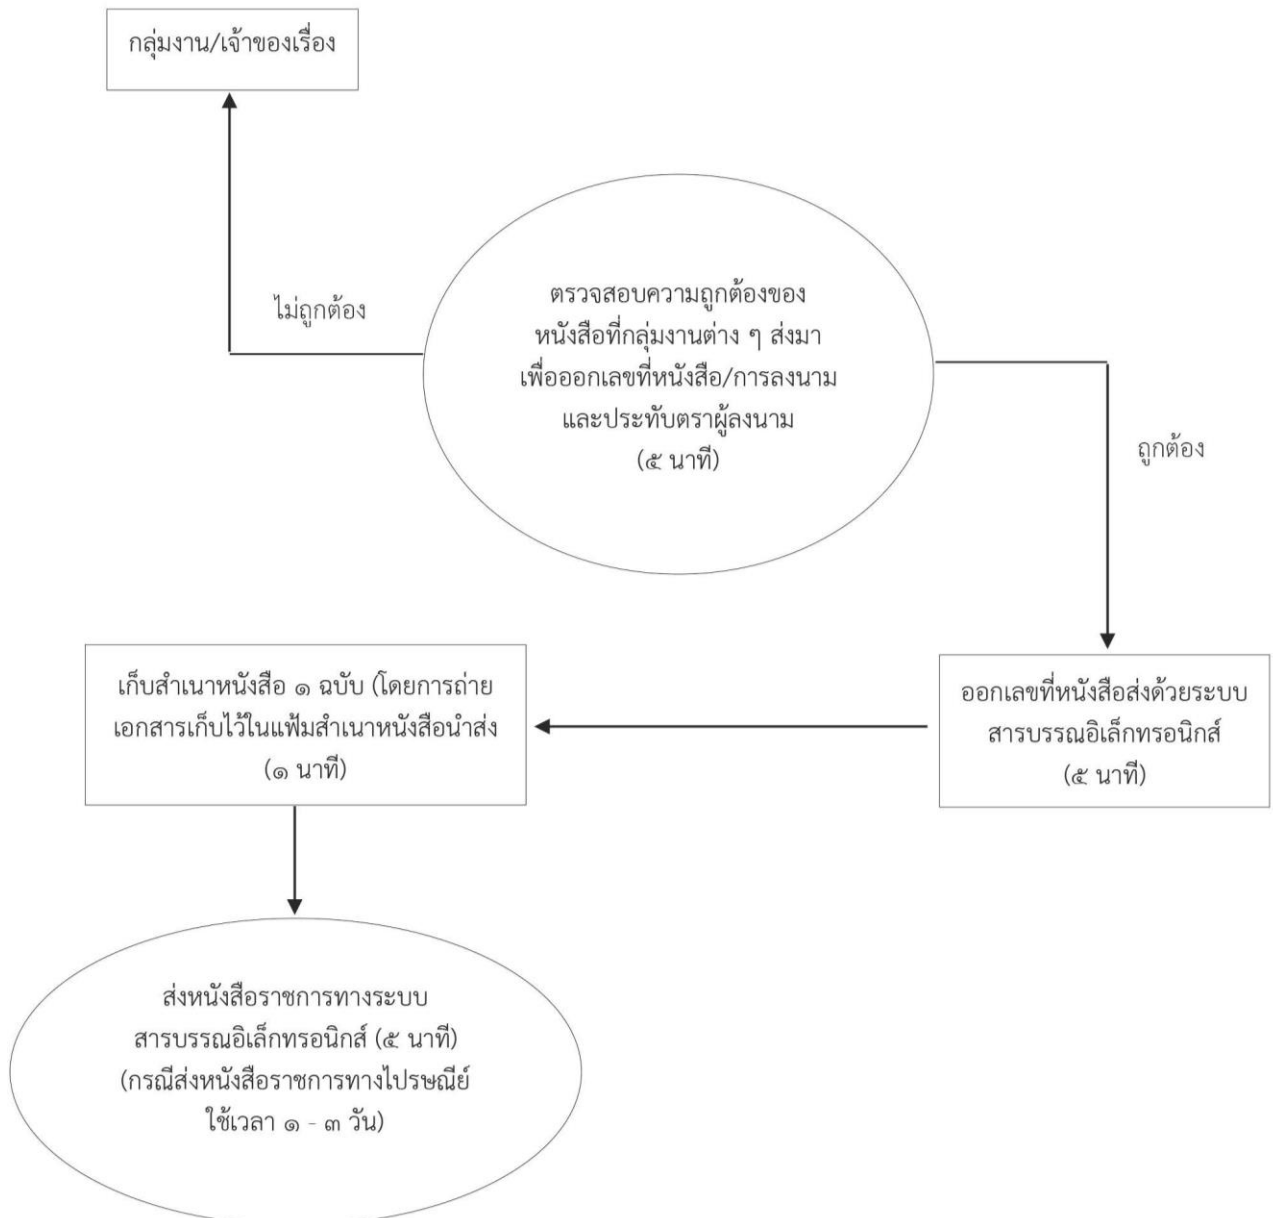 กลุ่มงาน/เจ้าของเรื่อง
ไม่ถูกต้อง
ตรวจสอบความถูกต้องของ
หนังสือที่กลุ่มงานต่าง ๆ ส่งมา
เพื่อออกเลขที่หนังสือ/การลงนาม
และประทับตราผู้ลงนาม
(๕ นาที)
ถูกต้อง
ออกเลขที่หนังสือส่งด้วยระบบ
สารบรรณอิเล็กทรอนิกส์
(๕ นาที)
เก็บสำเนาหนังสือ ๑ ฉบับ (โดยการถ่าย
เอกสารเก็บไว้ในแฟ้มสำเนาหนังสือนำส่ง
(๑ นาที)
ส่งหนังสือราชการทางระบบ
สารบรรณอิเล็กทรอนิกส์ (๕ นาที)
(กรณีส่งหนังสือราชการทางไปรษณีย์
ใช้เวลา ๑ - ๓ วัน)